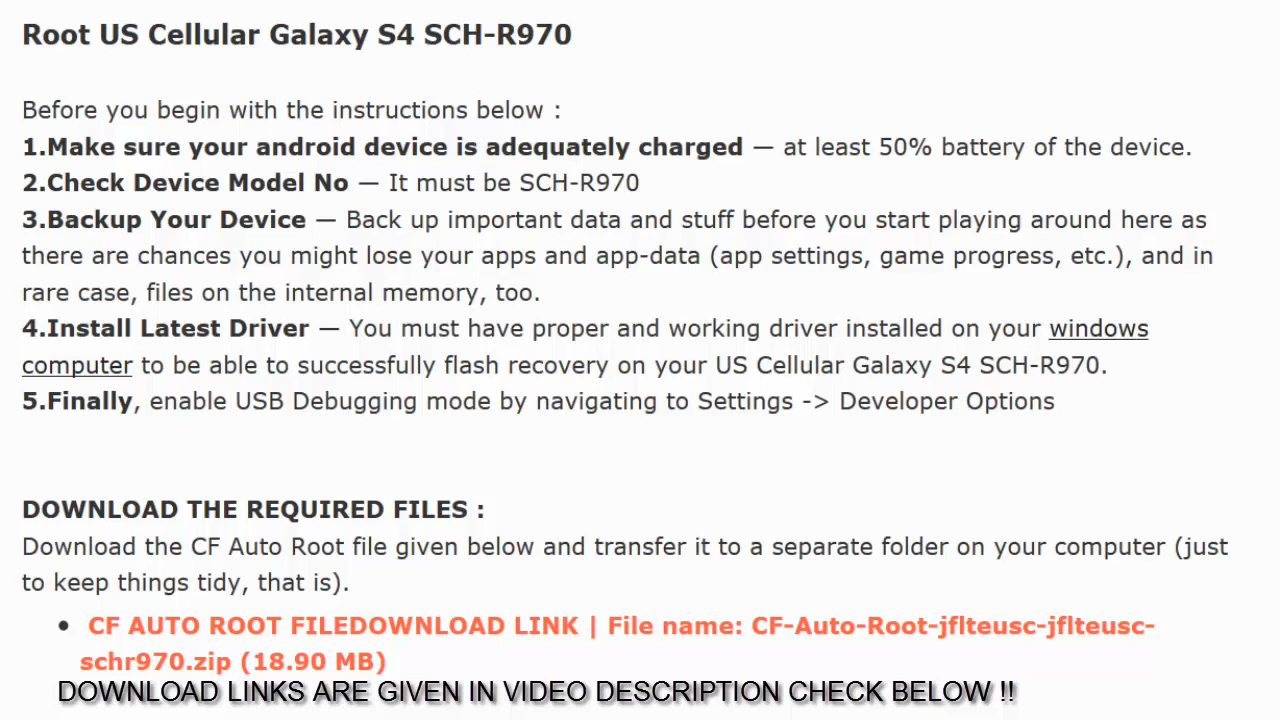 Root US Cellular Galaxy S4 SCH-R970
Before you begin with the instructions below :
1.Make sure your android device is adequately charged — at least 50% battery of the device.
2.Check Device Model No — It must be SCH-R970
3.Backup Your Device — Back up important data and stuff before you start playing around here as
there are chances you might lose your apps and app-data (app settings, game progress, etc.), and in
rare case, files on the internal memory, too.
4.Install Latest Driver — You must have proper and working driver installed on your windows
computer to be able to successfully flash recovery on your US Cellular Galaxy S4 SCH-R970.
5.Finally, enable USB Debugging mode by navigating to Settings -> Developer Options
DOWNLOAD THE REQUIRED FILES :
Download the CF Auto Root file given below and transfer it to a separate folder on your computer (just
to keep things tidy, that is).
• CF AUTO ROOT FILEDOWNLOAD LINK | File name: CF-Auto-Root-jflteusc-jflteusc-
schr970.zip (18.90 MB)
DOWNLOAD LINKS ARE GIVEN IN VIDEO DESCRIPTION CHECK BELOW !!